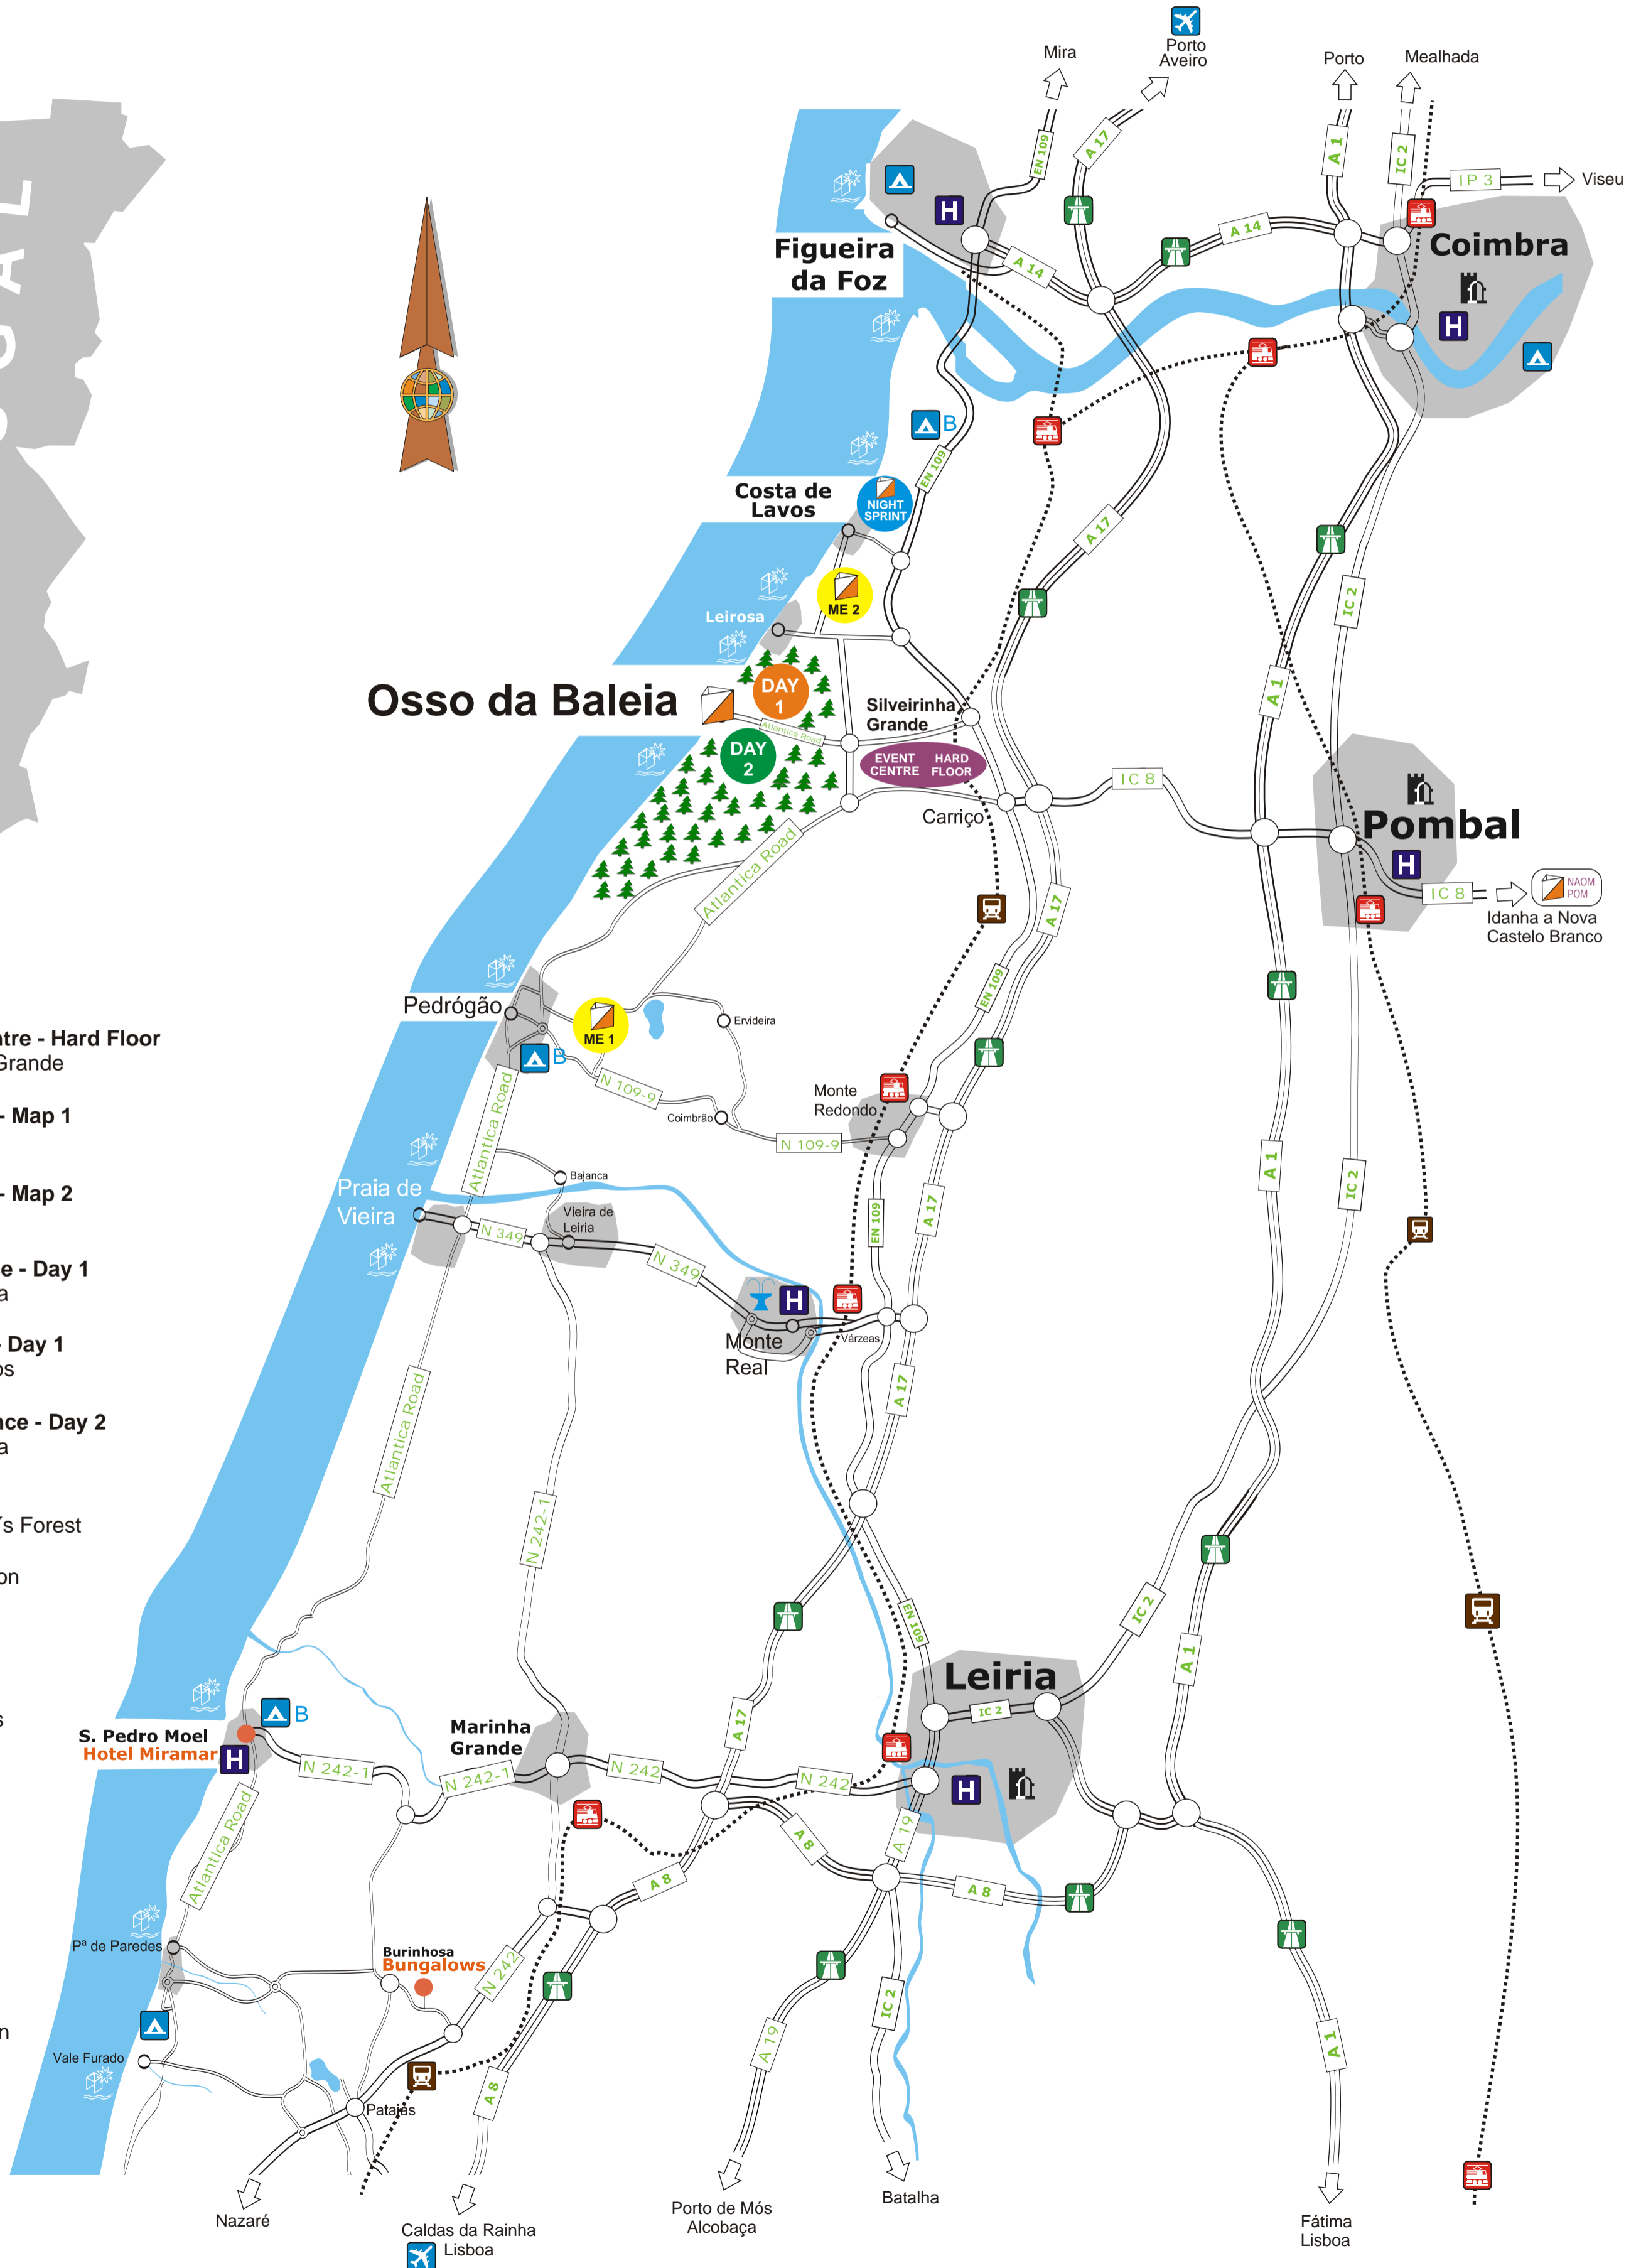 Porto
Aveiro
Mira
Porto
Mealhada
EN 109
A 17
A 1
IC 2
IP 3
Viseu
H
Figueira
da Foz
A 14
A 14
Coimbra
H
B
EN 109
Costa de
Lavos
NIGHT
SPRINT
A 17
ME 2
IC 2
Leirosa
Osso da Baleia
DAY
1
Atlantica Road
Silveirinha
Grande
A 1
DAY
2
EVENT
CENTRE
HARD
FLOOR
IC 8
Carriço
Pombal
H
Atlantica Road
IC 8
NAOM
POM
Idanha a Nova
Castelo Branco
A 17
EN 109
Pedrógão
ME 1
Ervideira
B
N 109-9
Monte
Redondo
Coimbrão
N 109-9
Atlantica Road
tre - Hard Floor
Grande
- Map 1
- Map 2
e - Day 1
a
- Day 1
os
nce - Day 2
a
´s Forest
on
s
n
Bajanca
A 1
IC 2
Praia de
Vieira
N 349
Vieira de
Leiria
EN 109
A 17
N 349
H
Monte
Real
Várzeas
Atlantica Road
A 17
N 242-1
EN 109
IC 2
A 1
Leiria
IC 2
S. Pedro Moel
Hotel Miramar
H
B
Marinha
Grande
A 17
N 242-1
N 242-1
N 242
N 242
H
Atlantica Road
A 8
A 19
A 8
A 8
Pª de Paredes
Burinhosa
Bungalows
N 242
IC 2
A 19
A 1
Vale Furado
A 8
Pataias
Nazaré
Caldas da Rainha
Lisboa
Porto de Mós
Alcobaça
Batalha
Fátima
Lisboa